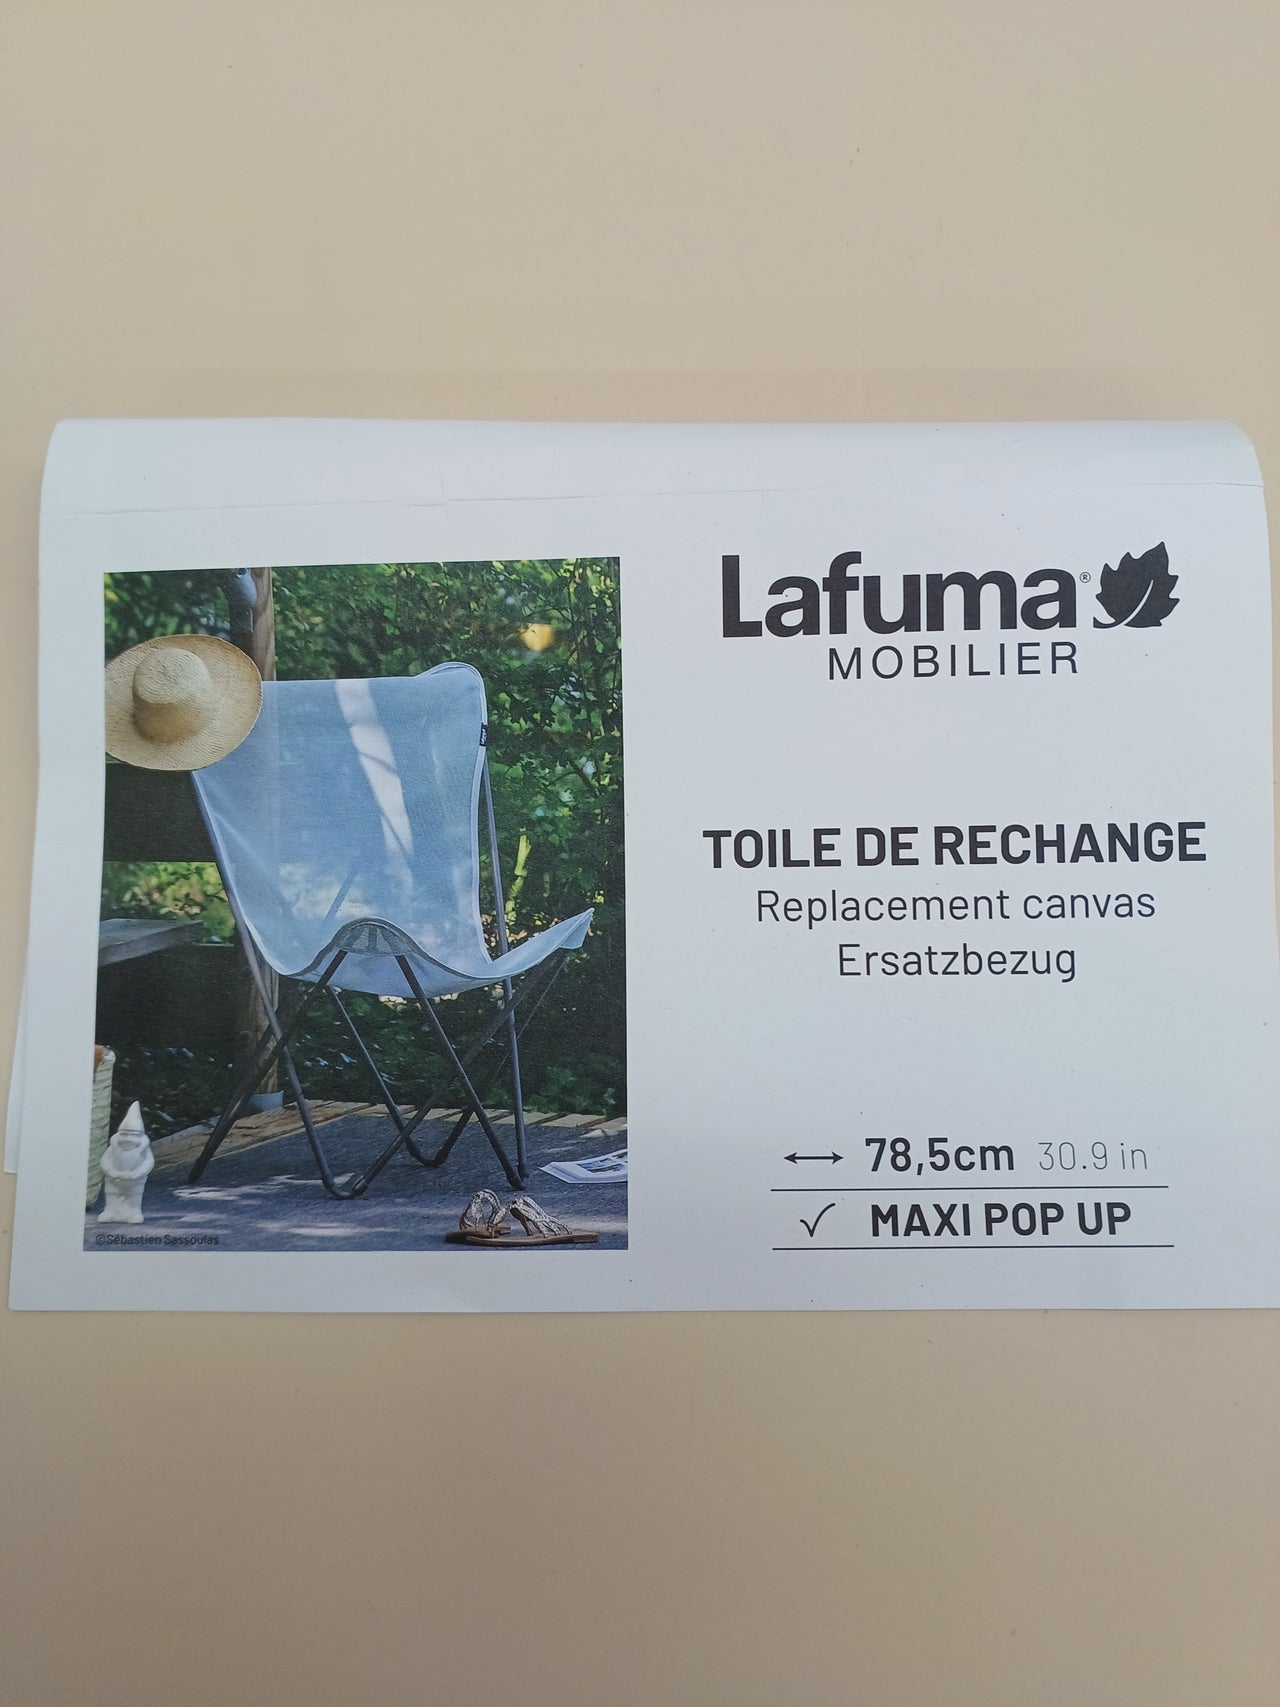 Lafuma®
MOBILIER
TOILE DE RECHANGE
Replacement canvas
Ersatzbezug
78,5cm 30.9 in
MAXI POP UP
©Sébastien Sassoulas